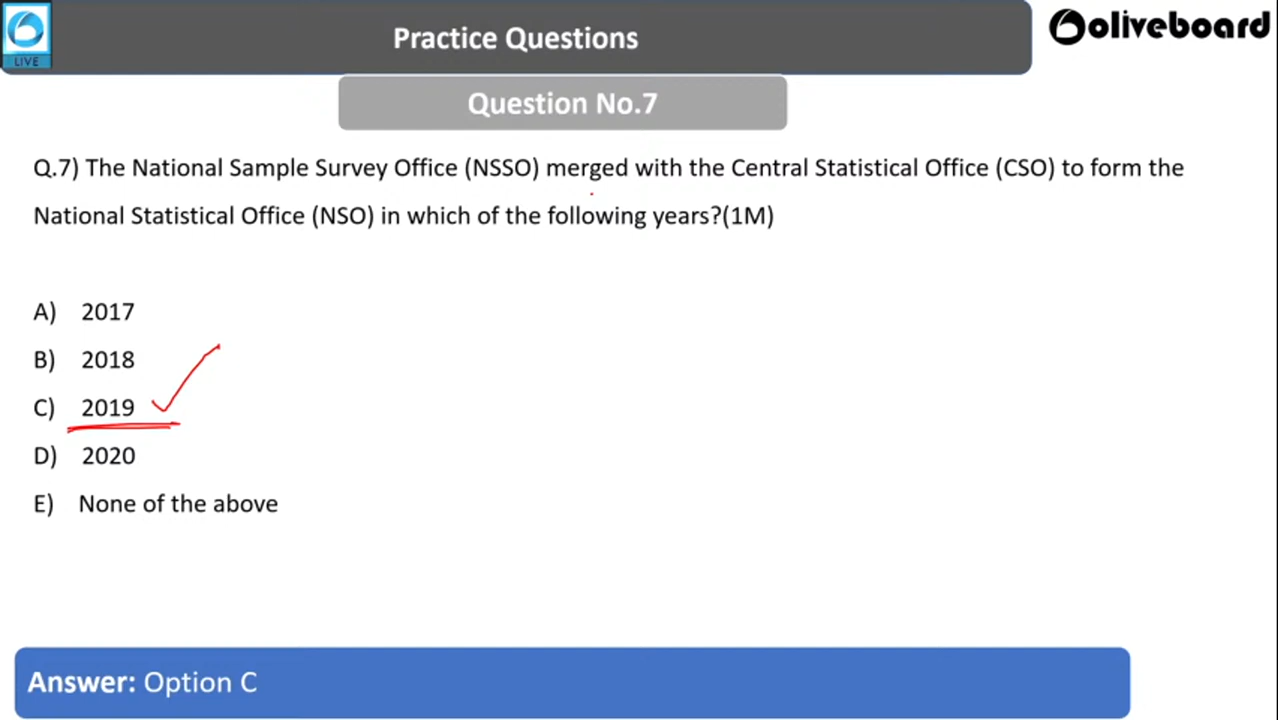 LIVE
Practice Questions
oliveboard
Question No.7
Q.7) The National Sample Survey Office (NSSO) merged with the Central Statistical Office (CSO) to form the
National Statistical Office (NSO) in which of the following years?(1M)
A) 2017
B) 2018
C) 2019
D) 2020
E) None of the above
Answer: Option C